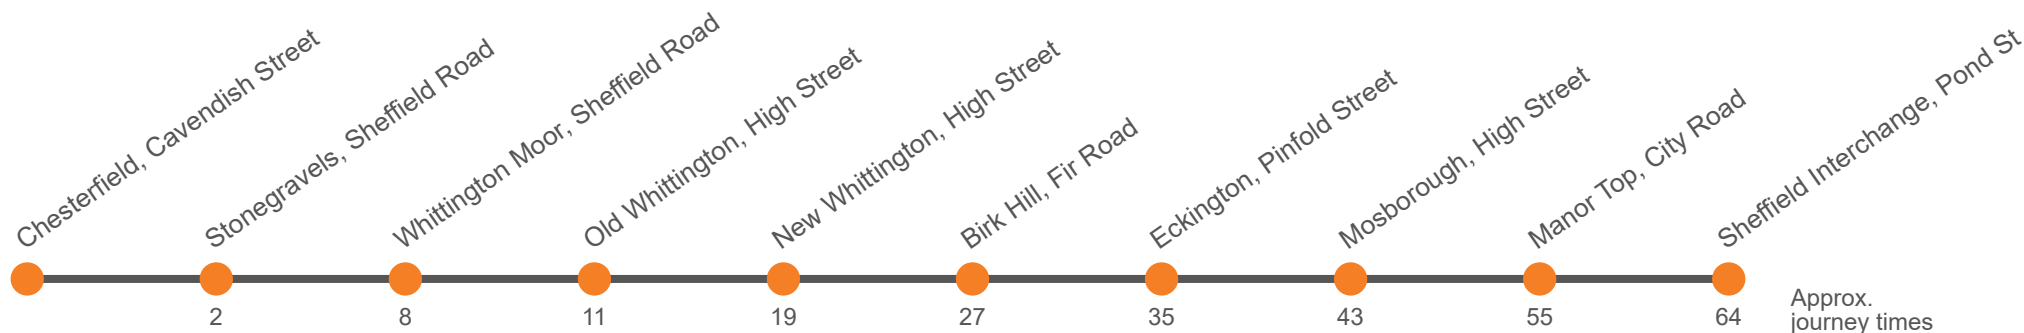 Chesterfield, Cavendish Street
Stonegravels, Sheffield Road
Whittington Moor, Sheffield Road
Old Whittington, High Street
New Whittington, High Street
Birk Hill, Fir Road
Eckington, Pinfold Street
Mosborough, High Street
Manor Top, City Road
Sheffield Interchange, Pond St
2
8
11
19
27
35
43
55
64
Approx.
journey times